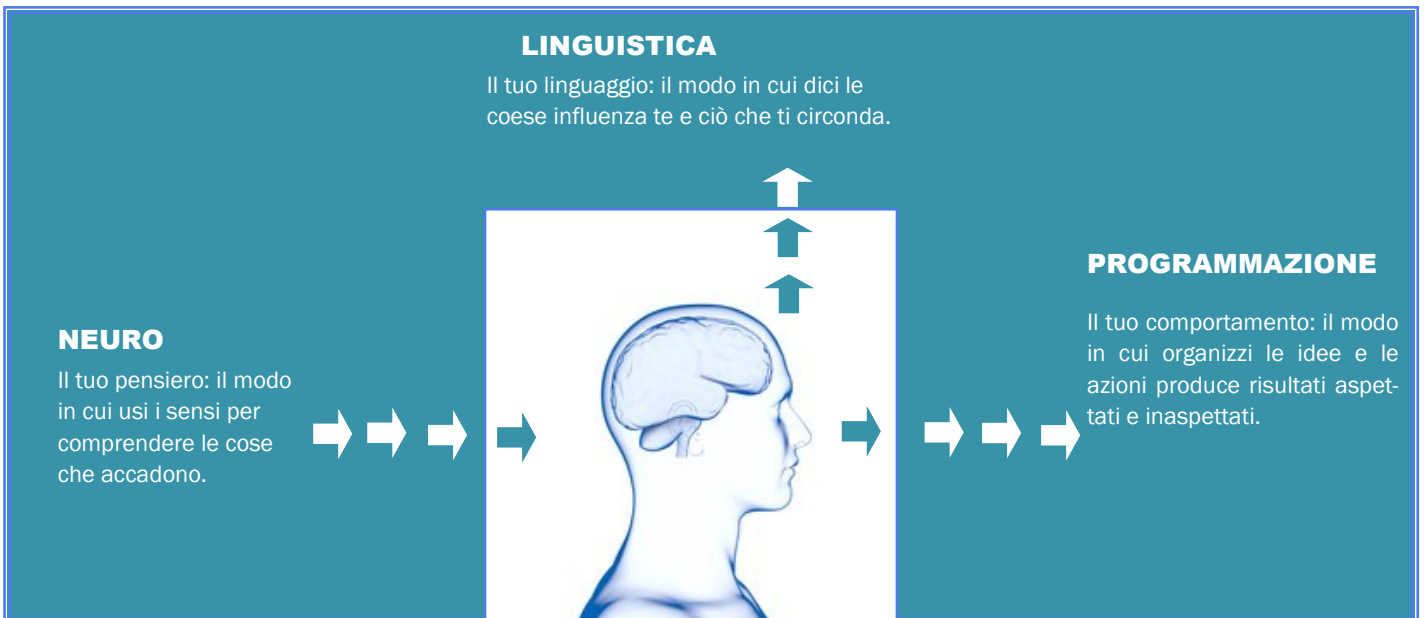 LINGUISTICA
Il tuo linguaggio: il modo in cui dici le
coese influenza te e ciò che ti circonda.
NEURO
Il tuo pensiero: il modo
in cui usi i sensi per
comprendere le cose
che accadono.
PROGRAMMAZIONE
Il tuo comportamento: il modo
in cui organizzi le idee e le
azioni produce risultati aspet-
tati e inaspettati.